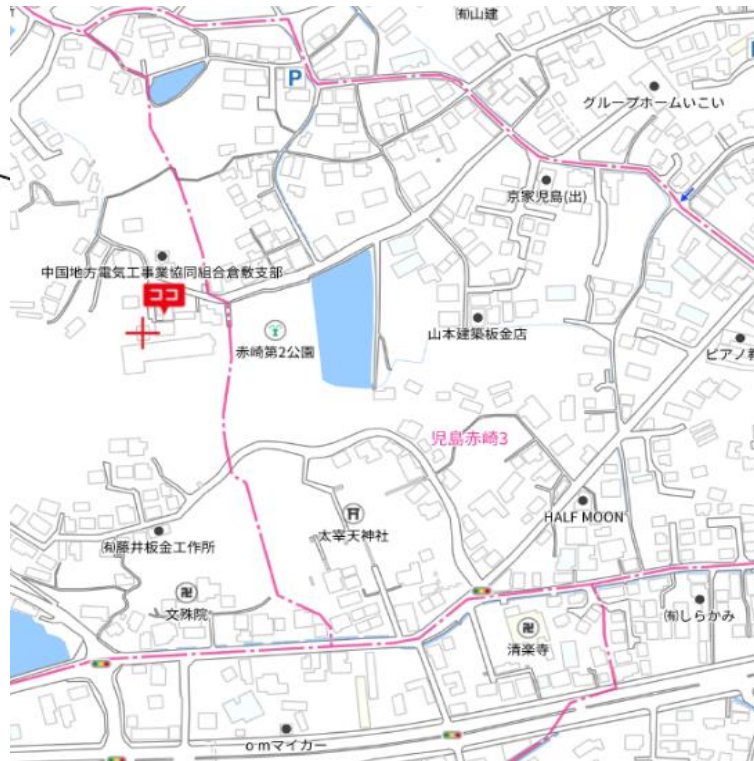 ㈲山建
P
グループホームいこい
京家児島(出)
中国地方電気工事業協同組合倉敷支部
ココ
赤崎第2公園
山本建築板金店
ピアノ
児島赤崎3
HALF MOON
太宰天神社
㈲藤井板金工作所
文殊院
㈲しらかみ
清楽寺
omマイカー